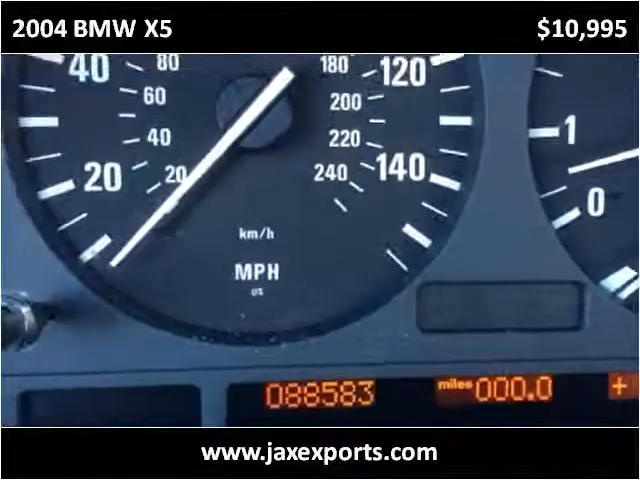 2004 BMW X5
$10,995
40 80 180 120
60 200
40 220 1
20 20 240 140 0
km/h
MPH
US
088583 miles 000.0 +
www.jaxexports.com